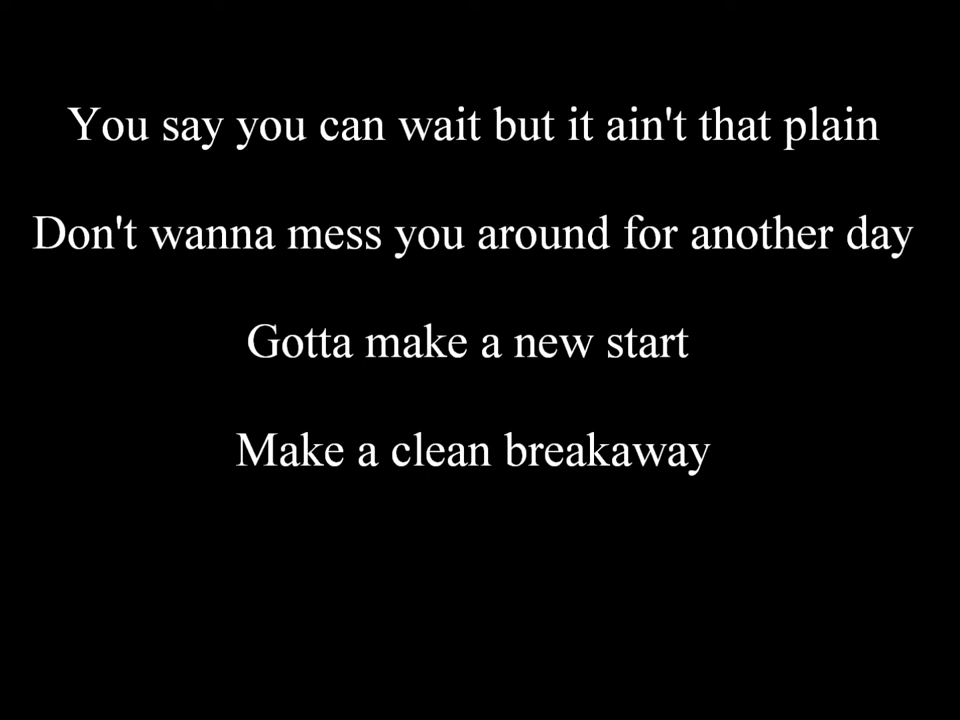 You say you can wait but it ain't that plain
Don't wanna mess you around for another day
Gotta make a new start
Make a clean breakaway